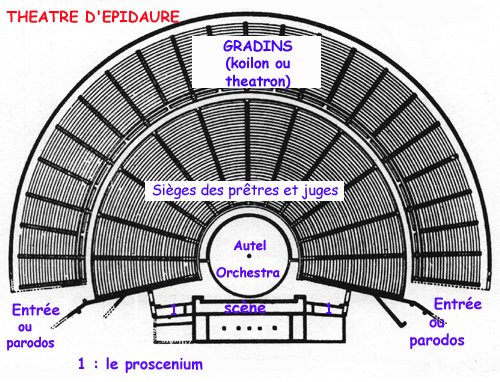 THEATRE D'EPIDAURE
GRADINS
(koilon ou
theatron)
Sièges des prêtres et juges
Autel
Orchestra
scène
1
1
Entrée
ou
parodos
Entrée
ou
parodos
1 : le proscenium